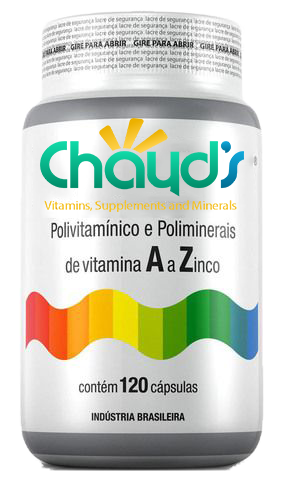 lacre de segurança lacre de segurança lacre de segurança
GIRE PARA ABRIR . GIRE PARA ABRIR . GIRE PARA ABRIR
lacre de segurança lacre de segurança lacre de segurança
Chayd's ®
Vitamins, Supplements and Minerals
Polivitamínico e Poliminerais
de vitamina A a Zinco
contém 120 cápsulas
INDÚSTRIA BRASILEIRA